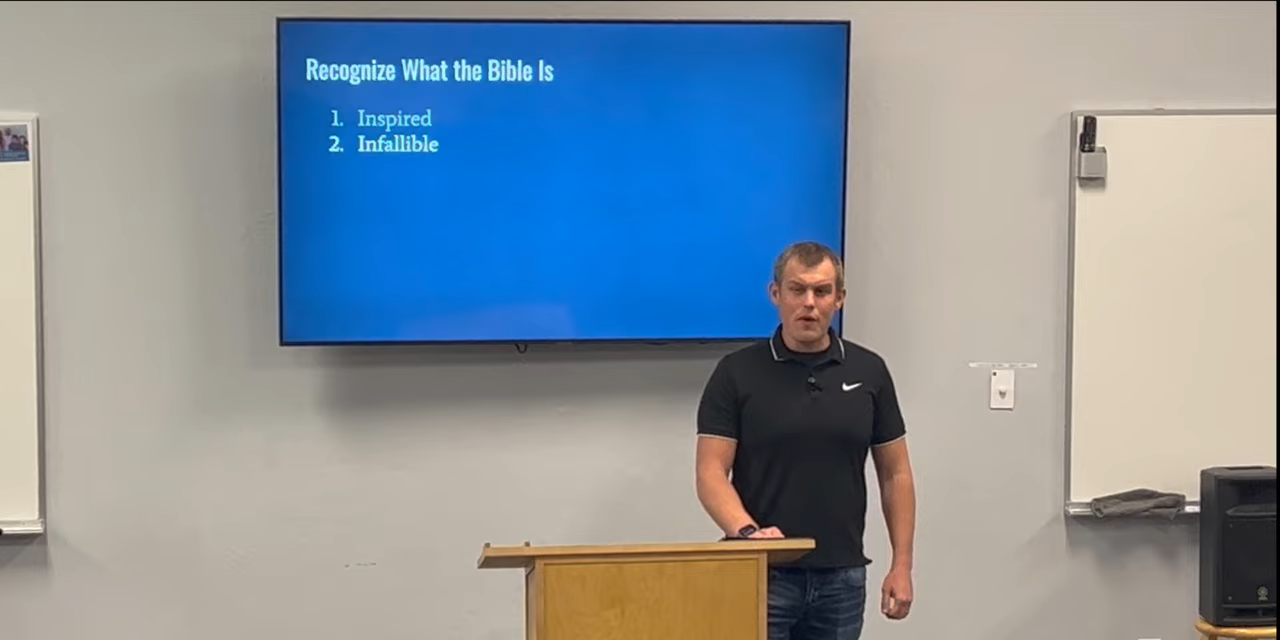 Recognize What the Bible Is
1. Inspired
2. Infallible